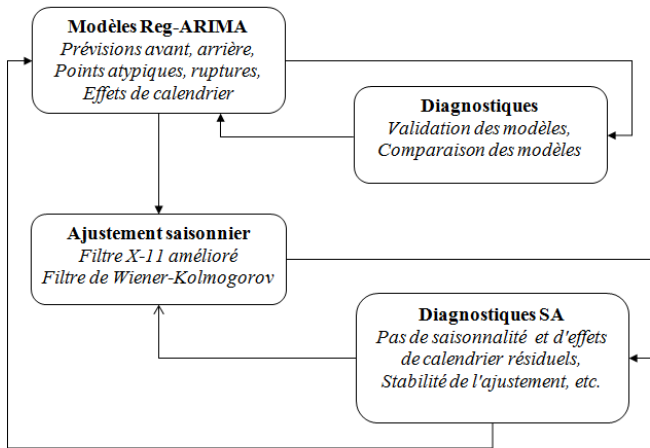 Modèles Reg-ARIMA
Prévisions avant, arrière,
Points atypiques, ruptures,
Effets de calendrier
Diagnostiques
Validation des modèles,
Comparaison des modèles
Ajustement saisonnier
Filtre X-11 amélioré
Filtre de Wiener-Kolmogorov
Diagnostiques SA
Pas de saisonnalité et d'effets
de calendrier résiduels,
Stabilité de l'ajustement, etc.